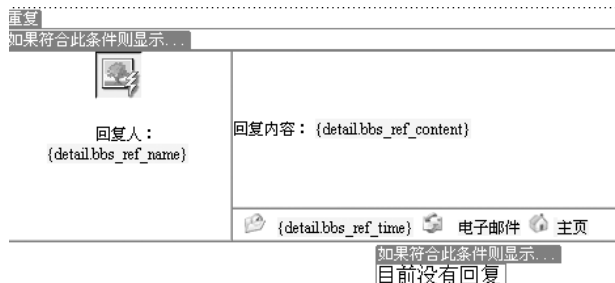 重复
如果符合此条件则显示...
回复人：
{detail.bbs_ref_name}
回复内容： {detail.bbs_ref_content}
{detail.bbs_ref_time} 电子邮件 主页
如果符合此条件则显示...
目前没有回复